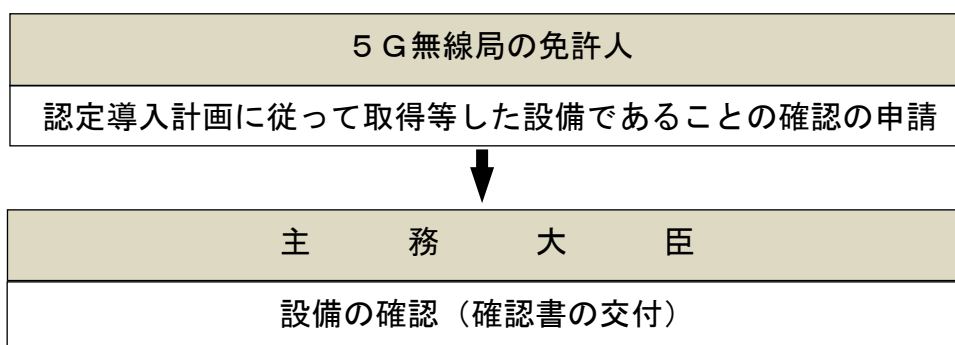 ５Ｇ無線局の免許人
認定導入計画に従って取得等した設備であることの確認の申請
主　務　大　臣
設備の確認（確認書の交付）